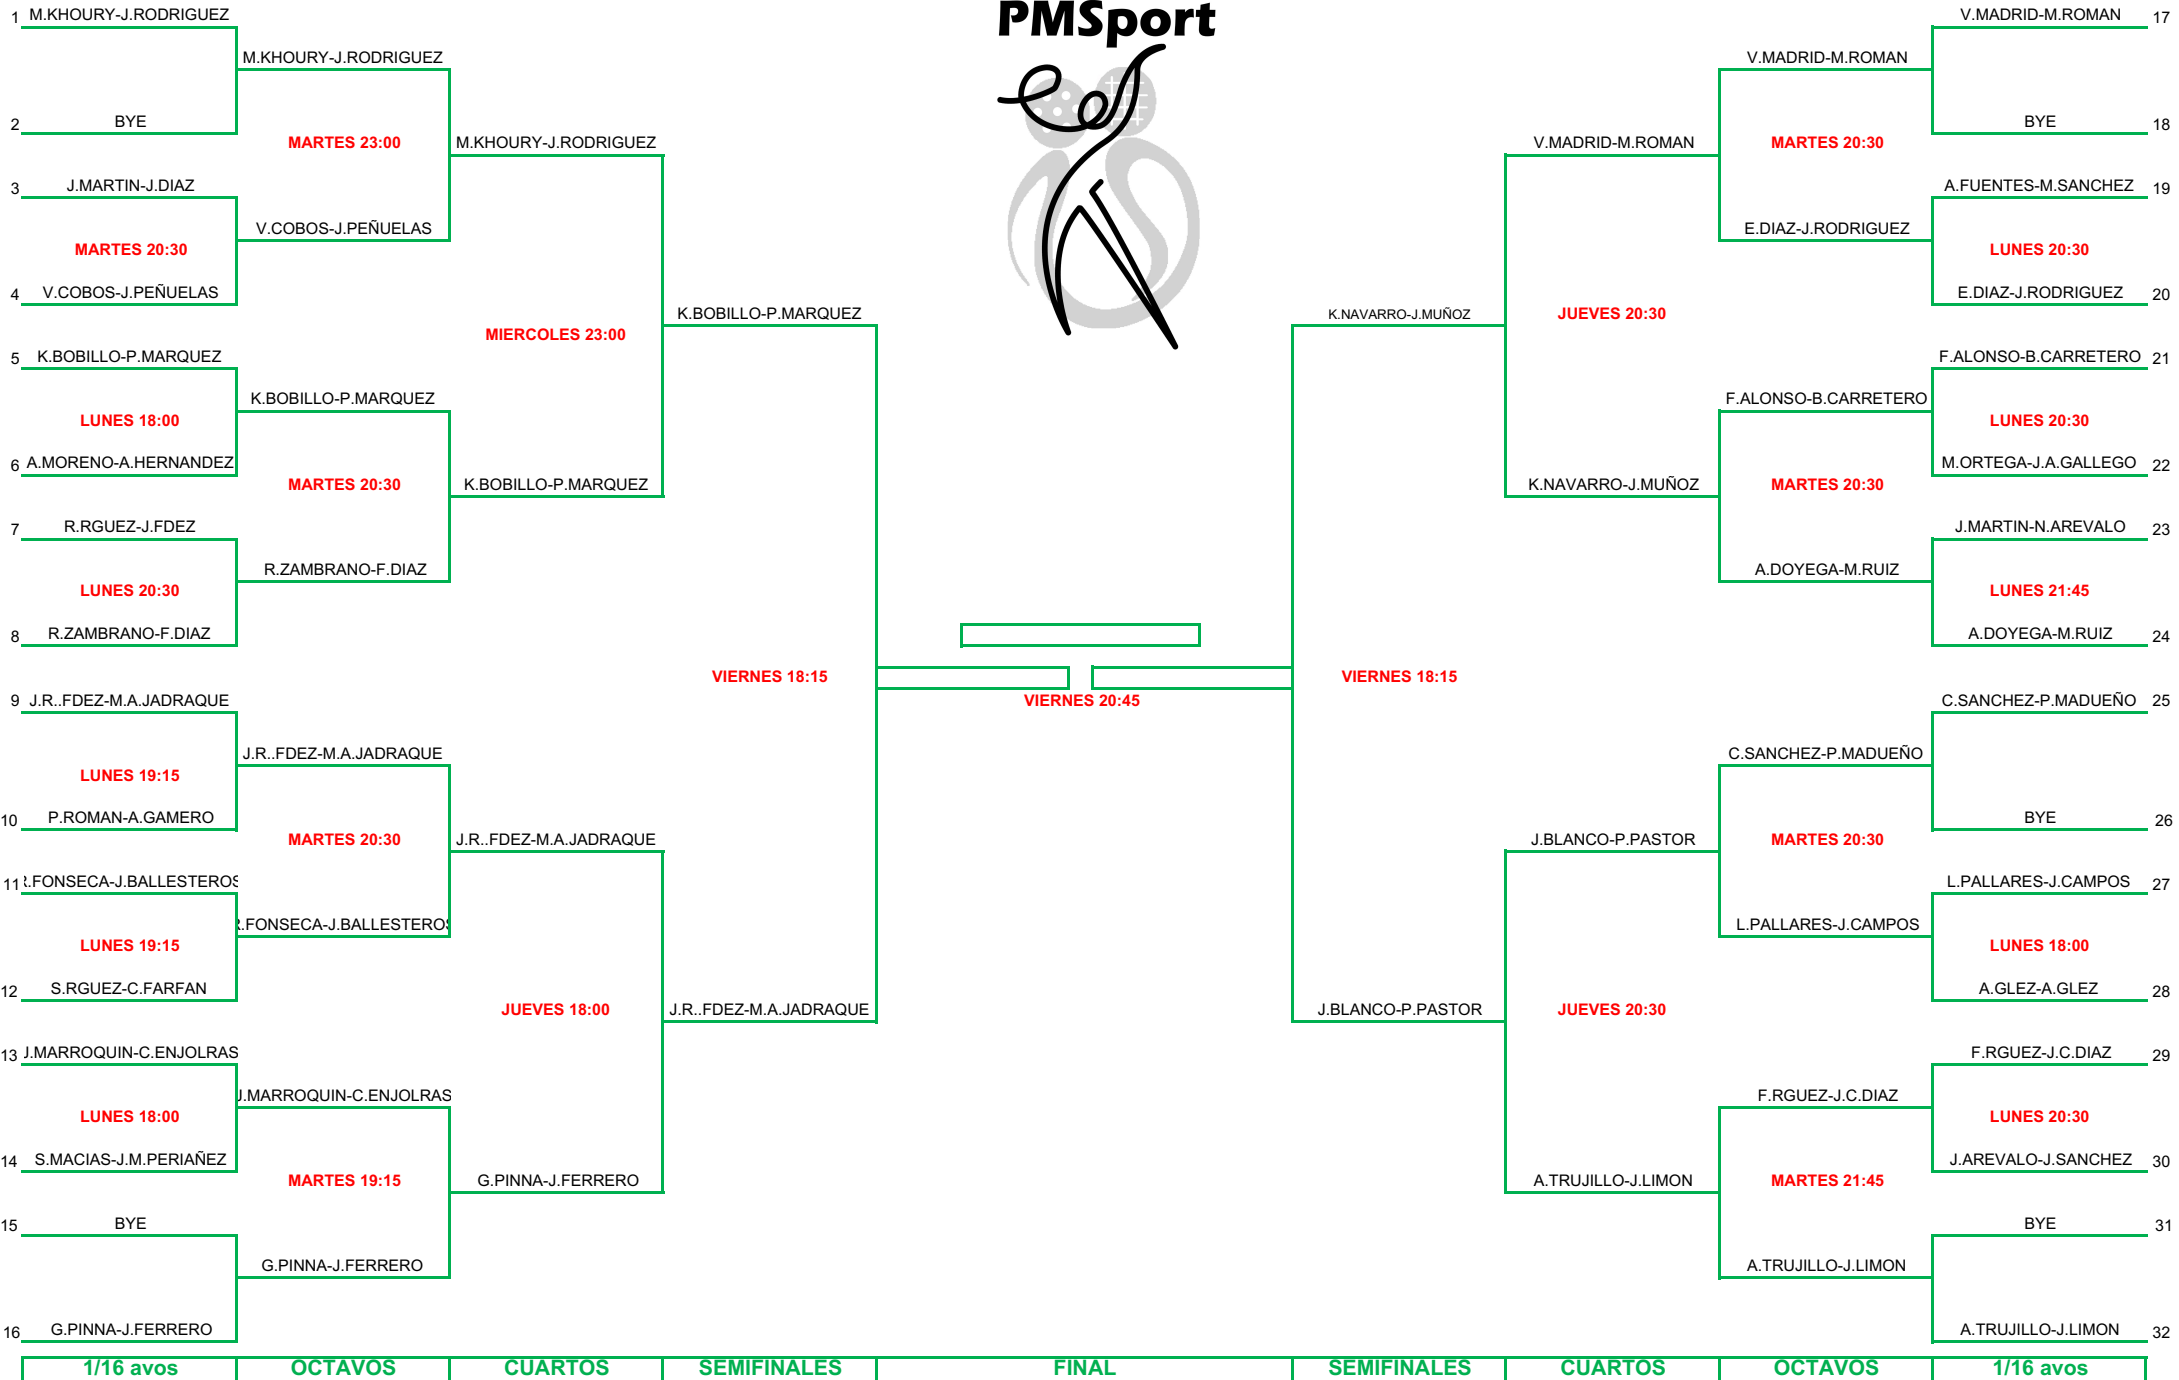 PMSport
1 M.KHOURY-J.RODRIGUEZ
2 BYE
3 J.MARTIN-J.DIAZ
MARTES 20:30
4 V.COBOS-J.PEÑUELAS
5 K.BOBILLO-P.MARQUEZ
LUNES 18:00
6 A.MORENO-A.HERNANDEZ
7 R.RGUEZ-J.FDEZ
LUNES 20:30
8 R.ZAMBRANO-F.DIAZ
9 J.R..FDEZ-M.A.JADRAQUE
LUNES 19:15
10 P.ROMAN-A.GAMERO
11 .FONSECA-J.BALLESTEROS
LUNES 19:15
12 S.RGUEZ-C.FARFAN
13 J.MARROQUIN-C.ENJOLRAS
LUNES 18:00
14 S.MACIAS-J.M.PERIAÑEZ
15 BYE
16 G.PINNA-J.FERRERO
M.KHOURY-J.RODRIGUEZ
MARTES 23:00
V.COBOS-J.PEÑUELAS
K.BOBILLO-P.MARQUEZ
MARTES 20:30
R.ZAMBRANO-F.DIAZ
J.R..FDEZ-M.A.JADRAQUE
MARTES 20:30
.FONSECA-J.BALLESTEROS
J.MARROQUIN-C.ENJOLRAS
MARTES 19:15
G.PINNA-J.FERRERO
M.KHOURY-J.RODRIGUEZ
MIERCOLES 23:00
K.BOBILLO-P.MARQUEZ
J.R..FDEZ-M.A.JADRAQUE
JUEVES 18:00
G.PINNA-J.FERRERO
K.BOBILLO-P.MARQUEZ
VIERNES 18:15
J.R..FDEZ-M.A.JADRAQUE
VIERNES 20:45
K.NAVARRO-J.MUÑOZ
VIERNES 18:15
J.BLANCO-P.PASTOR
V.MADRID-M.ROMAN
JUEVES 20:30
K.NAVARRO-J.MUÑOZ
J.BLANCO-P.PASTOR
JUEVES 20:30
A.TRUJILLO-J.LIMON
V.MADRID-M.ROMAN
MARTES 20:30
E.DIAZ-J.RODRIGUEZ
F.ALONSO-B.CARRETERO
MARTES 20:30
A.DOYEGA-M.RUIZ
C.SANCHEZ-P.MADUEÑO
MARTES 20:30
L.PALLARES-J.CAMPOS
F.RGUEZ-J.C.DIAZ
MARTES 21:45
A.TRUJILLO-J.LIMON
V.MADRID-M.ROMAN 17
BYE 18
A.FUENTES-M.SANCHEZ 19
LUNES 20:30
E.DIAZ-J.RODRIGUEZ 20
F.ALONSO-B.CARRETERO 21
LUNES 20:30
M.ORTEGA-J.A.GALLEGO 22
J.MARTIN-N.AREVALO 23
LUNES 21:45
A.DOYEGA-M.RUIZ 24
C.SANCHEZ-P.MADUEÑO 25
BYE 26
L.PALLARES-J.CAMPOS 27
LUNES 18:00
A.GLEZ-A.GLEZ 28
F.RGUEZ-J.C.DIAZ 29
LUNES 20:30
J.AREVALO-J.SANCHEZ 30
BYE 31
A.TRUJILLO-J.LIMON 32
1/16 avos OCTAVOS CUARTOS SEMIFINALES FINAL SEMIFINALES CUARTOS OCTAVOS 1/16 avos